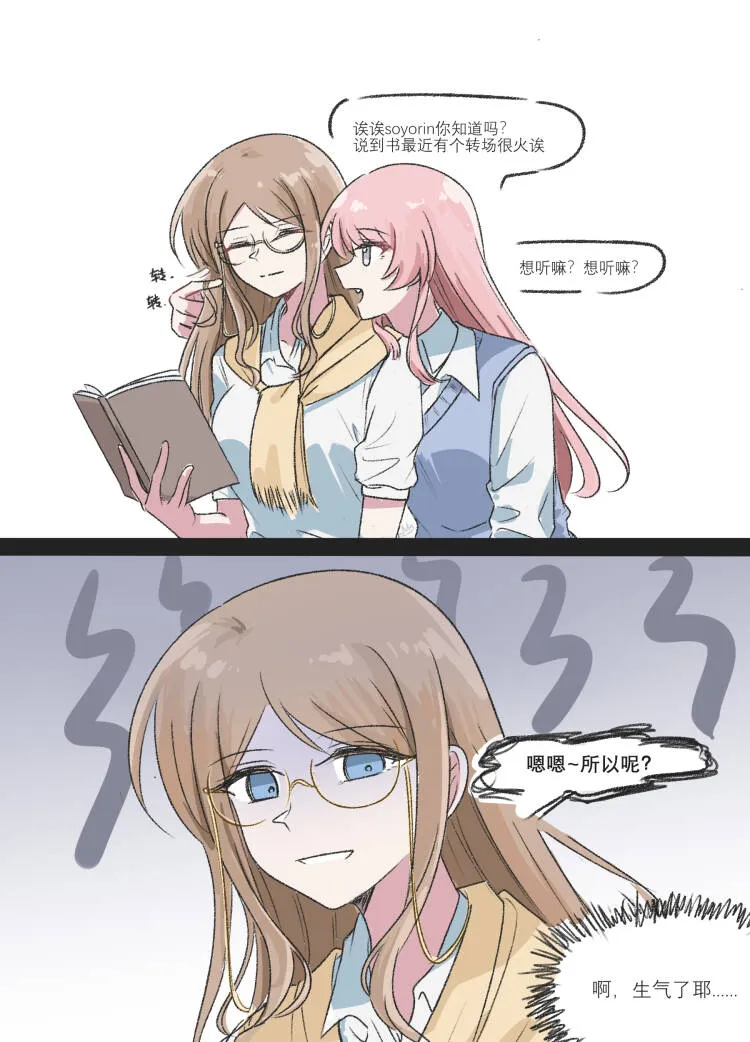 诶诶soyorin你知道吗？
说到书最近有个转场很火诶
想听嘛？想听嘛？
转.
转.
嗯嗯~所以呢？
啊，生气了耶……